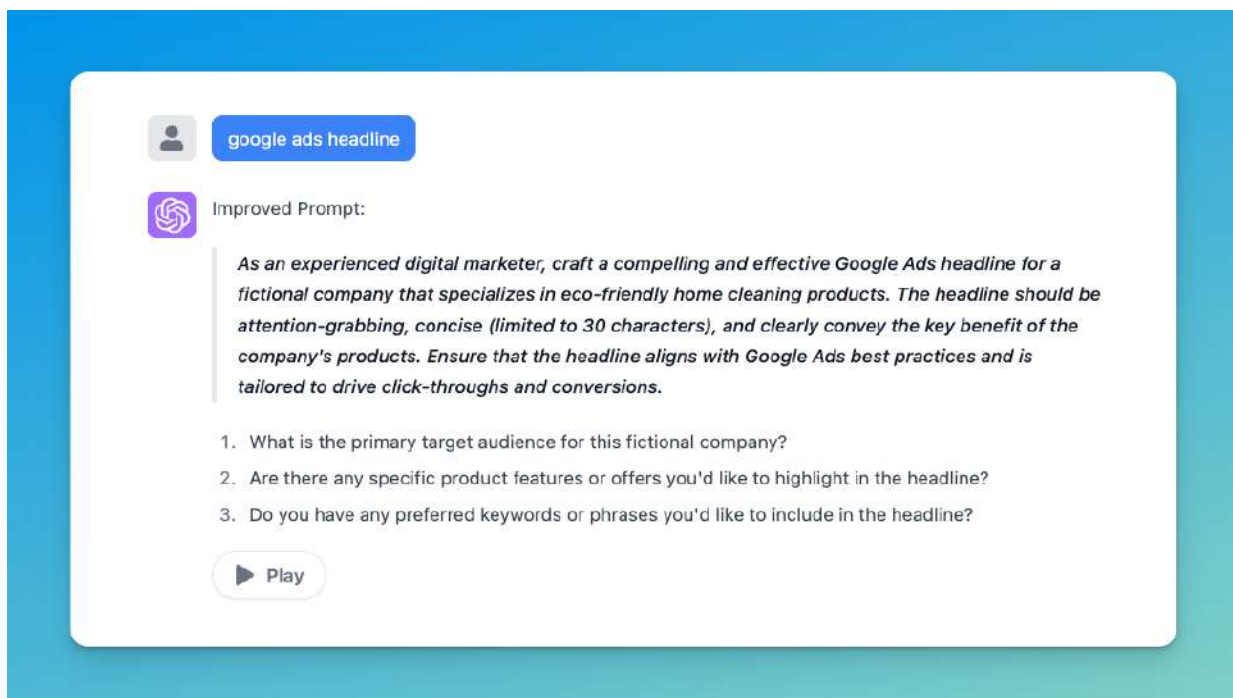 google ads headline
Improved Prompt:
As an experienced digital marketer, craft a compelling and effective Google Ads headline for a
fictional company that specializes in eco-friendly home cleaning products. The headline should be
attention-grabbing, concise (limited to 30 characters), and clearly convey the key benefit of the
company's products. Ensure that the headline aligns with Google Ads best practices and is
tailored to drive click-throughs and conversions.
1. What is the primary target audience for this fictional company?
2. Are there any specific product features or offers you'd like to highlight in the headline?
3. Do you have any preferred keywords or phrases you'd like to include in the headline?
Play